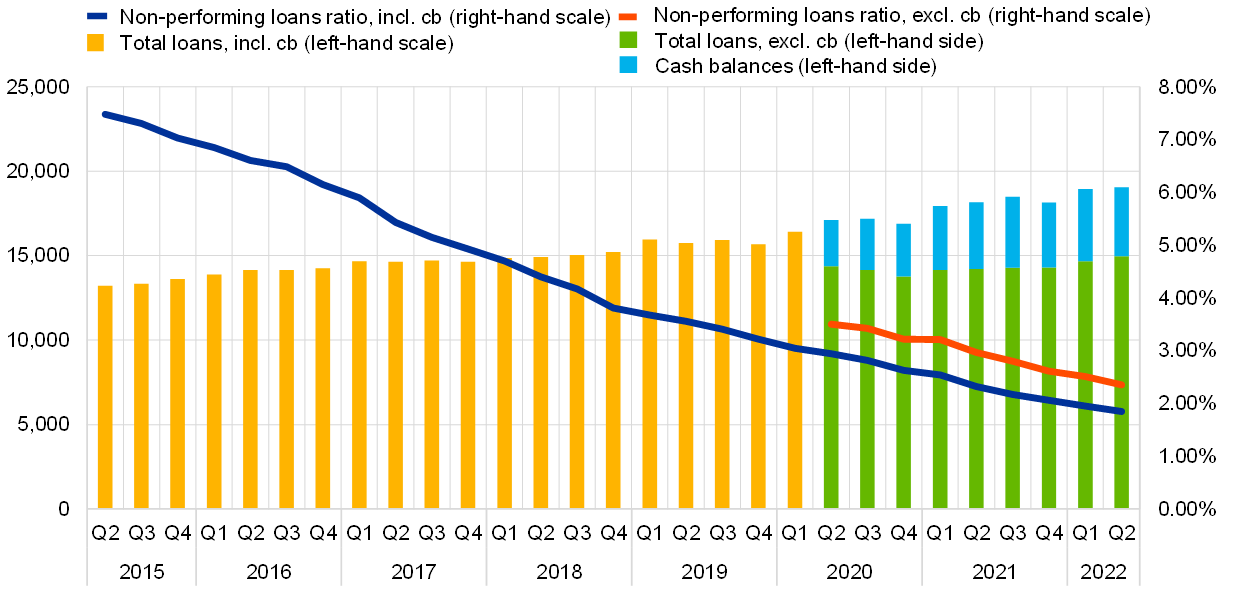 Non-performing loans ratio, incl. cb (right-hand scale)
Non-performing loans ratio, excl. cb (right-hand scale)
Total loans, incl. cb (left-hand scale)
Total loans, excl. cb (left-hand side)
Cash balances (left-hand side)
25,000 8.00%
7.00%
20,000
6.00%
15,000 5.00%
4.00%
10,000
3.00%
5,000 2.00%
1.00%
0 0.00%
Q2 Q3 Q4 Q1 Q2 Q3 Q4 Q1 Q2 Q3 Q4 Q1 Q2 Q3 Q4 Q1 Q2 Q3 Q4 Q1 Q2 Q3 Q4 Q1 Q2 Q3 Q4 Q1 Q2
2015 2016 2017 2018 2019 2020 2021 2022